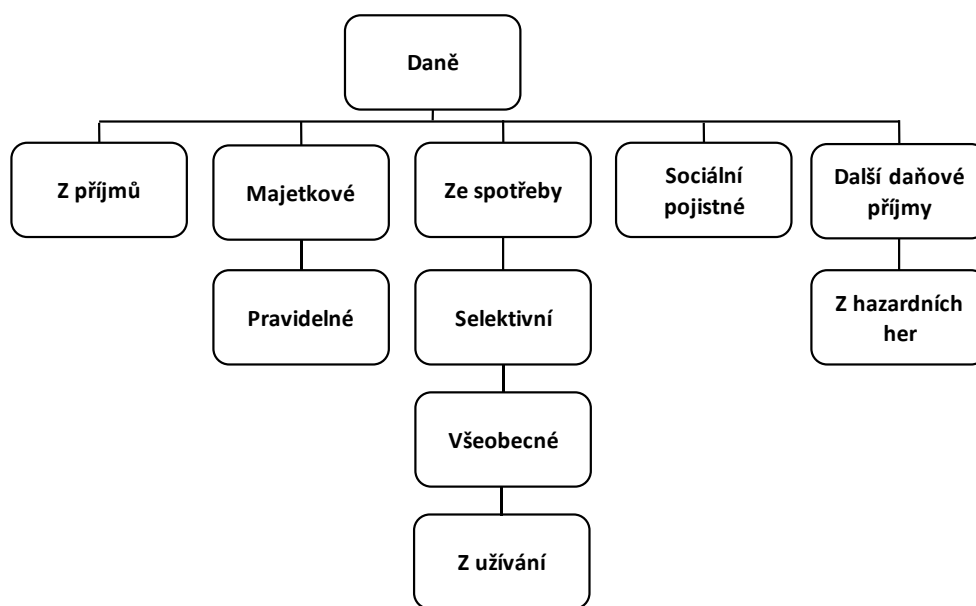 Daně
Z příjmů
Majetkové
Ze spotřeby
Sociální
pojistné
Další daňové
příjmy
Pravidelné
Selektivní
Z hazardních
her
Všeobecné
Z užívání